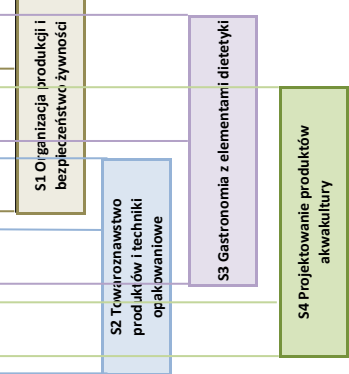 S1 Organizacja produkcji i
bezpieczeństwo żywności
S2 Towaroznawstwo
produktów i techniki
opakowaniowe
S3 Gastronomia z elementami dietetyki
S4 Projektowanie produktów
akwakultury